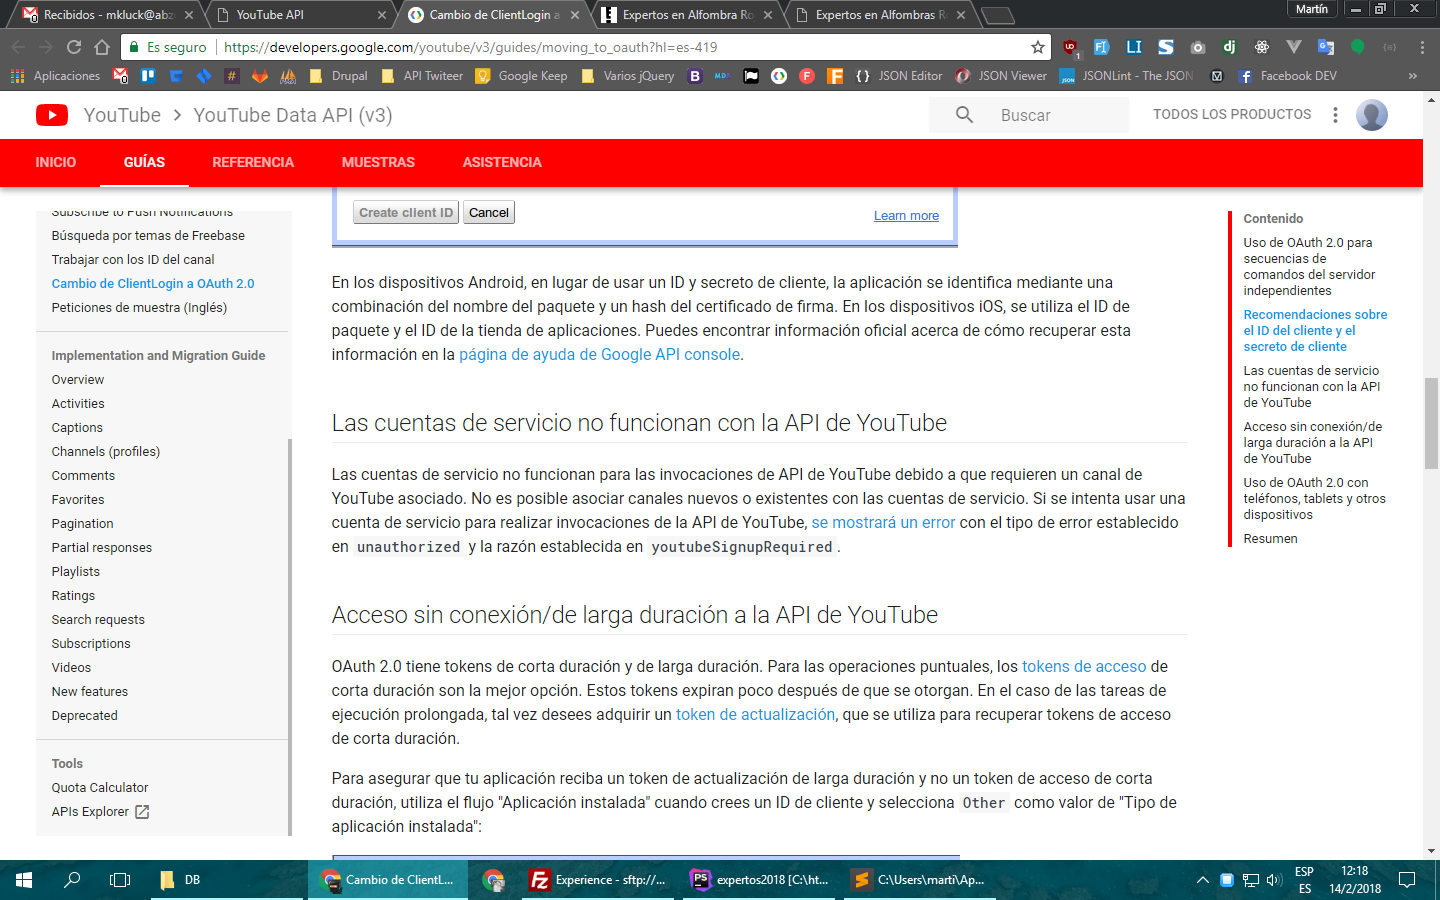 Recibidos - mkluck@abz
YouTube API
Cambio de ClientLogin a
Expertos en Alfombra Ro
Expertos en Alfombras R
Martín
Es seguro
https://developers.google.com/youtube/v3/guides/moving_to_oauth?hl=es-419
Aplicaciones
Drupal
API Twiteer
Google Keep
Varios jQuery
JSON Editor
JSON Viewer
JSONLint - The JSON
Facebook DEV
»
YouTube > YouTube Data API (v3)
Buscar
TODOS LOS PRODUCTOS
INICIO
GUÍAS
REFERENCIA
MUESTRAS
ASISTENCIA
Subscribe to Push Notifications
Búsqueda por temas de Freebase
Trabajar con los ID del canal
Cambio de ClientLogin a OAuth 2.0
Peticiones de muestra (Inglés)
Implementation and Migration Guide
Overview
Activities
Captions
Channels (profiles)
Comments
Favorites
Pagination
Partial responses
Playlists
Ratings
Search requests
Subscriptions
Videos
New features
Deprecated
Tools
Quota Calculator
APIs Explorer
Create client ID
Cancel
Learn more
En los dispositivos Android, en lugar de usar un ID y secreto de cliente, la aplicación se identifica mediante una
combinación del nombre del paquete y un hash del certificado de firma. En los dispositivos iOS, se utiliza el ID de
paquete y el ID de la tienda de aplicaciones. Puedes encontrar información oficial acerca de cómo recuperar esta
información en la página de ayuda de Google API console.
Las cuentas de servicio no funcionan con la API de YouTube
Las cuentas de servicio no funcionan para las invocaciones de API de YouTube debido a que requieren un canal de
YouTube asociado. No es posible asociar canales nuevos o existentes con las cuentas de servicio. Si se intenta usar una
cuenta de servicio para realizar invocaciones de la API de YouTube, se mostrará un error con el tipo de error establecido
en unauthorized y la razón establecida en youtubeSignupRequired.
Acceso sin conexión/de larga duración a la API de YouTube
OAuth 2.0 tiene tokens de corta duración y de larga duración. Para las operaciones puntuales, los tokens de acceso de
corta duración son la mejor opción. Estos tokens expiran poco después de que se otorgan. En el caso de las tareas de
ejecución prolongada, tal vez desees adquirir un token de actualización, que se utiliza para recuperar tokens de acceso
de corta duración.
Para asegurar que tu aplicación reciba un token de actualización de larga duración y no un token de acceso de corta
duración, utiliza el flujo "Aplicación instalada" cuando crees un ID de cliente y selecciona Other como valor de "Tipo de
aplicación instalada":
Contenido
Uso de OAuth 2.0 para
secuencias de
comandos del servidor
independientes
Recomendaciones sobre
el ID del cliente y el
secreto de cliente
Las cuentas de servicio
no funcionan con la API
de YouTube
Acceso sin conexión/de
larga duración a la API
de YouTube
Uso de OAuth 2.0 con
teléfonos, tablets y otros
dispositivos
Resumen
DB
Cambio de ClientL...
Experience - sftp://...
expertos2018 [C:\ht...
C:\Users\marti\Ap...
ESP
ES
12:18
14/2/2018